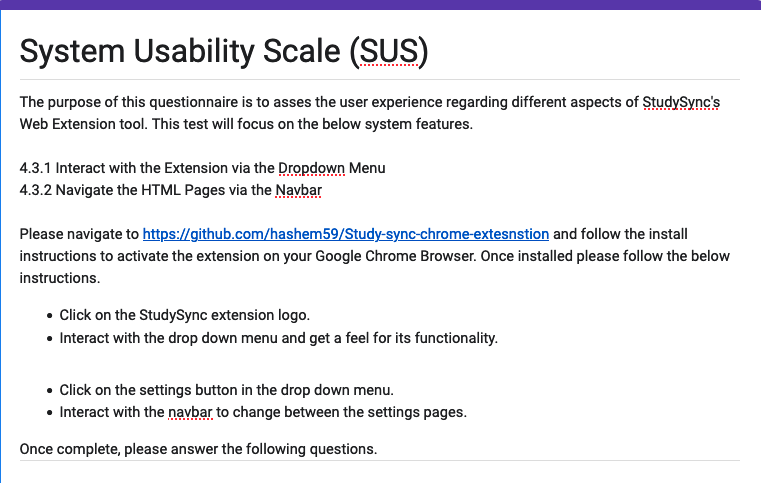 System Usability Scale (SUS)
The purpose of this questionnaire is to asses the user experience regarding different aspects of StudySync's
Web Extension tool. This test will focus on the below system features.
4.3.1 Interact with the Extension via the Dropdown Menu
4.3.2 Navigate the HTML Pages via the Navbar
Please navigate to https://github.com/hashem59/Study-sync-chrome-extesnstion and follow the install
instructions to activate the extension on your Google Chrome Browser. Once installed please follow the below
instructions.
• Click on the StudySync extension logo.
• Interact with the drop down menu and get a feel for its functionality.
• Click on the settings button in the drop down menu.
• Interact with the navbar to change between the settings pages.
Once complete, please answer the following questions.